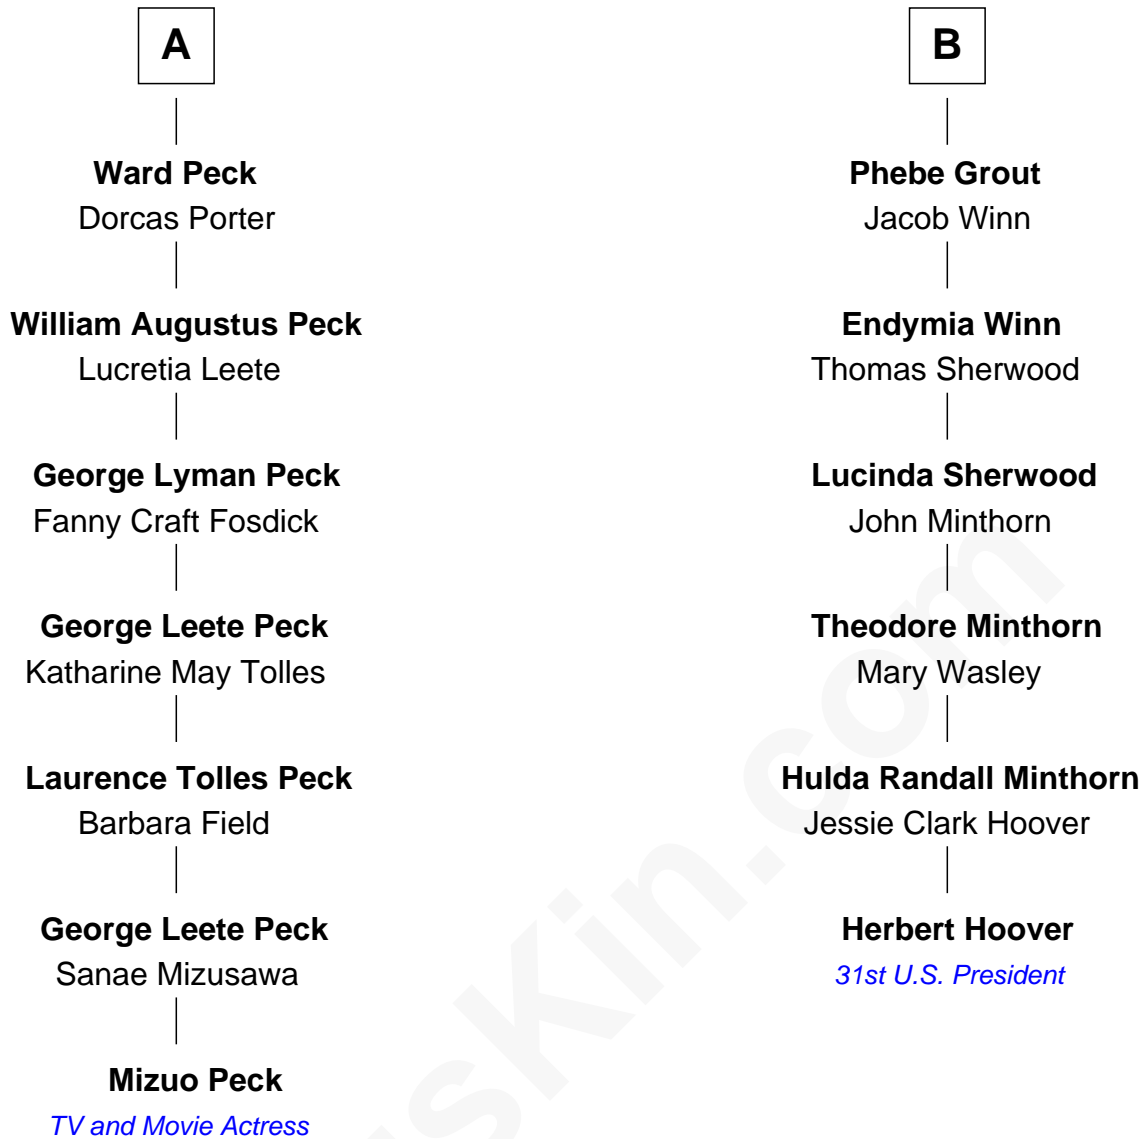 A
Ward Peck
Dorcas Porter
William Augustus Peck
Lucretia Leete
George Lyman Peck
Fanny Craft Fosdick
George Leete Peck
Katharine May Tolles
Laurence Tolles Peck
Barbara Field
George Leete Peck
Sanae Mizusawa
Mizuo Peck
TV and Movie Actress
B
Phebe Grout
Jacob Winn
Endymia Winn
Thomas Sherwood
Lucinda Sherwood
John Minthorn
Theodore Minthorn
Mary Wasley
Hulda Randall Minthorn
Jessie Clark Hoover
Herbert Hoover
31st U.S. President
usKin.com